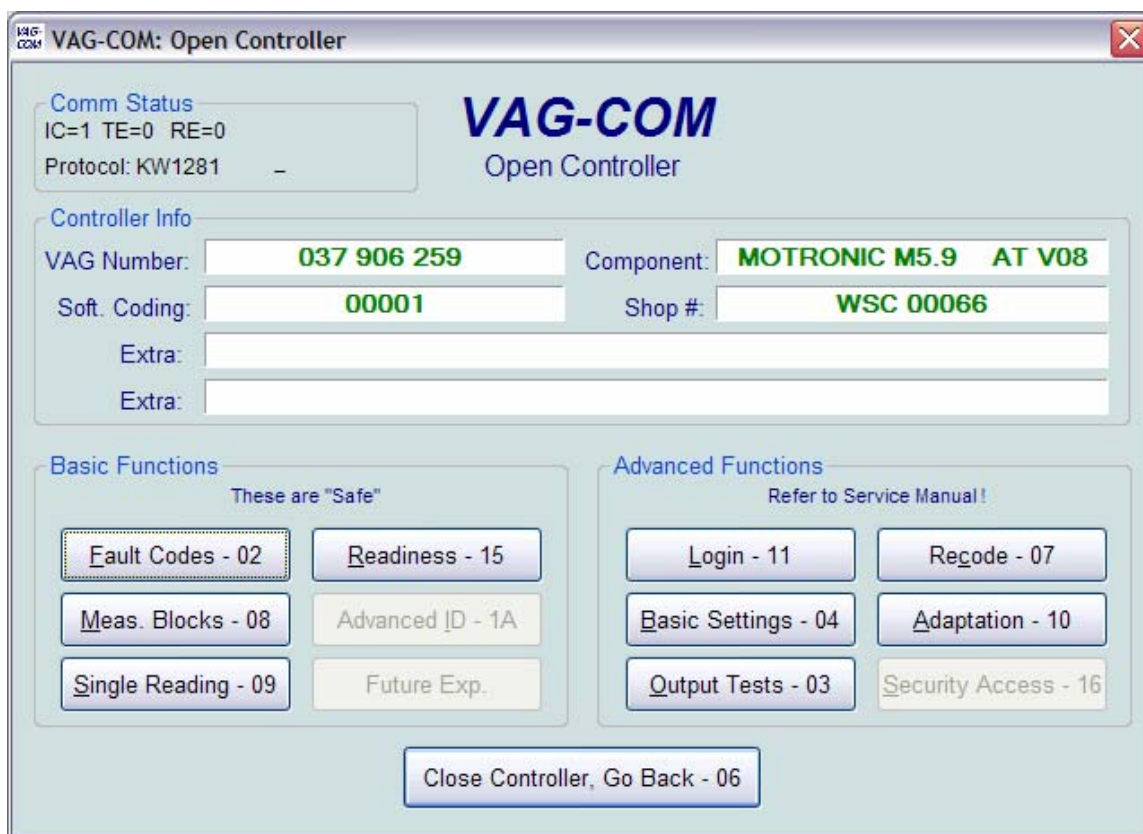 VAG-COM VAG-COM: Open Controller
Comm Status
IC=1 TE=0 RE=0
Protocol: KW1281 –
VAG-COM
Open Controller
Controller Info
VAG Number: 037 906 259 Component: MOTRONIC M5.9 AT V08
Soft. Coding: 00001 Shop #: WSC 00066
Extra:
Extra:
Basic Functions
These are "Safe"
Fault Codes - 02 Readiness - 15
Meas. Blocks - 08 Advanced ID - 1A
Single Reading - 09 Future Exp.
Advanced Functions
Refer to Service Manual!
Login - 11 Recode - 07
Basic Settings - 04 Adaptation - 10
Output Tests - 03 Security Access - 16
Close Controller, Go Back - 06